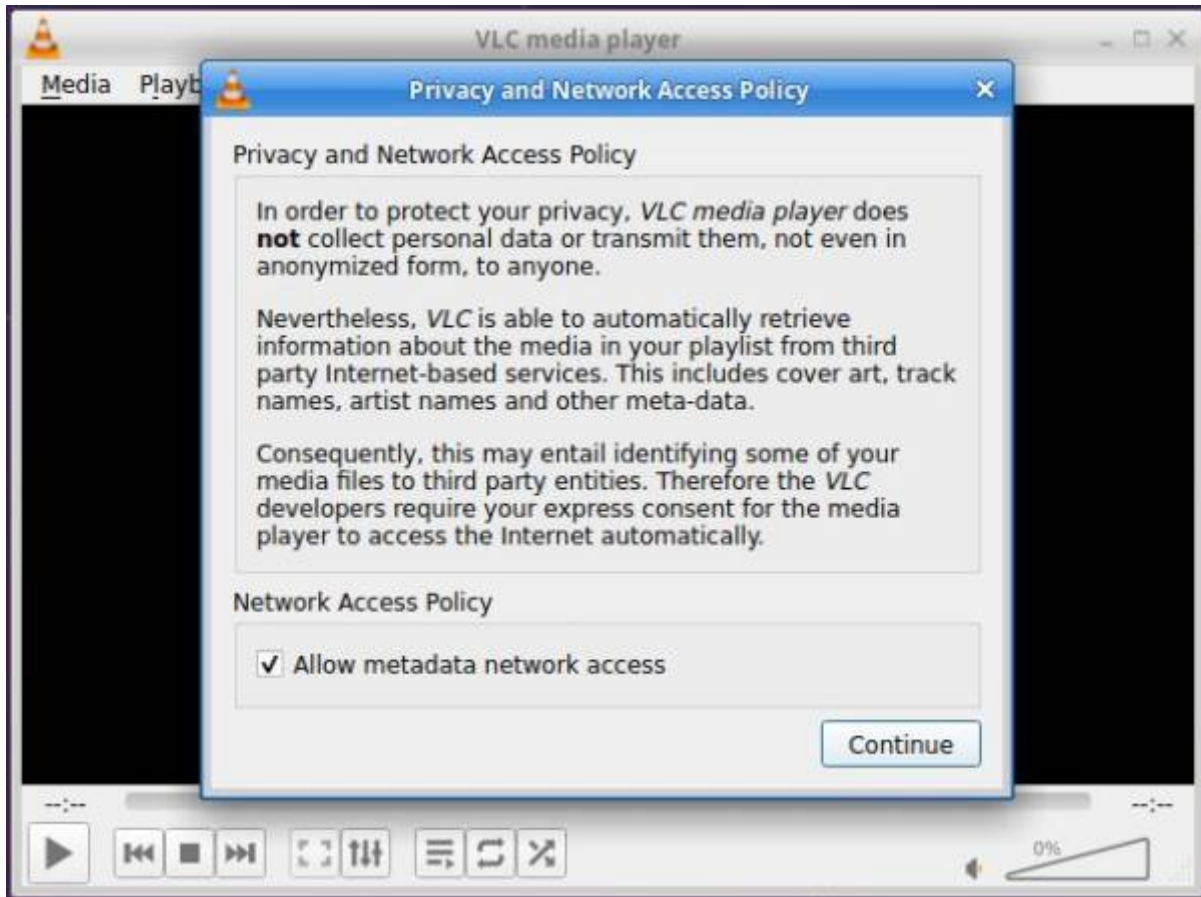 VLC media player
Media Playb
Privacy and Network Access Policy
Privacy and Network Access Policy
In order to protect your privacy, VLC media player does
not collect personal data or transmit them, not even in
anonymized form, to anyone.
Nevertheless, VLC is able to automatically retrieve
information about the media in your playlist from third
party Internet-based services. This includes cover art, track
names, artist names and other meta-data.
Consequently, this may entail identifying some of your
media files to third party entities. Therefore the VLC
developers require your express consent for the media
player to access the Internet automatically.
Network Access Policy
Allow metadata network access
Continue
--:-- --:--
0%